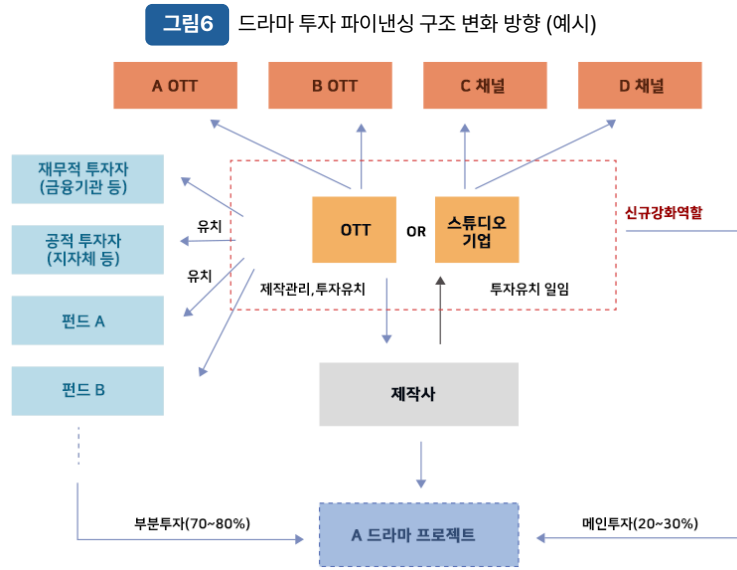 그림6 드라마 투자 파이낸싱 구조 변화 방향 (예시)
A OTT
B OTT
C 채널
D 채널
재무적 투자자
(금융기관 등)
공적 투자자
(지자체 등)
펀드 A
펀드 B
유치
유치
OTT
OR
스튜디오
기업
신규강화역할
제작관리,투자유치
투자유치 일임
제작사
부분투자(70~80%)
A 드라마 프로젝트
메인투자(20~30%)